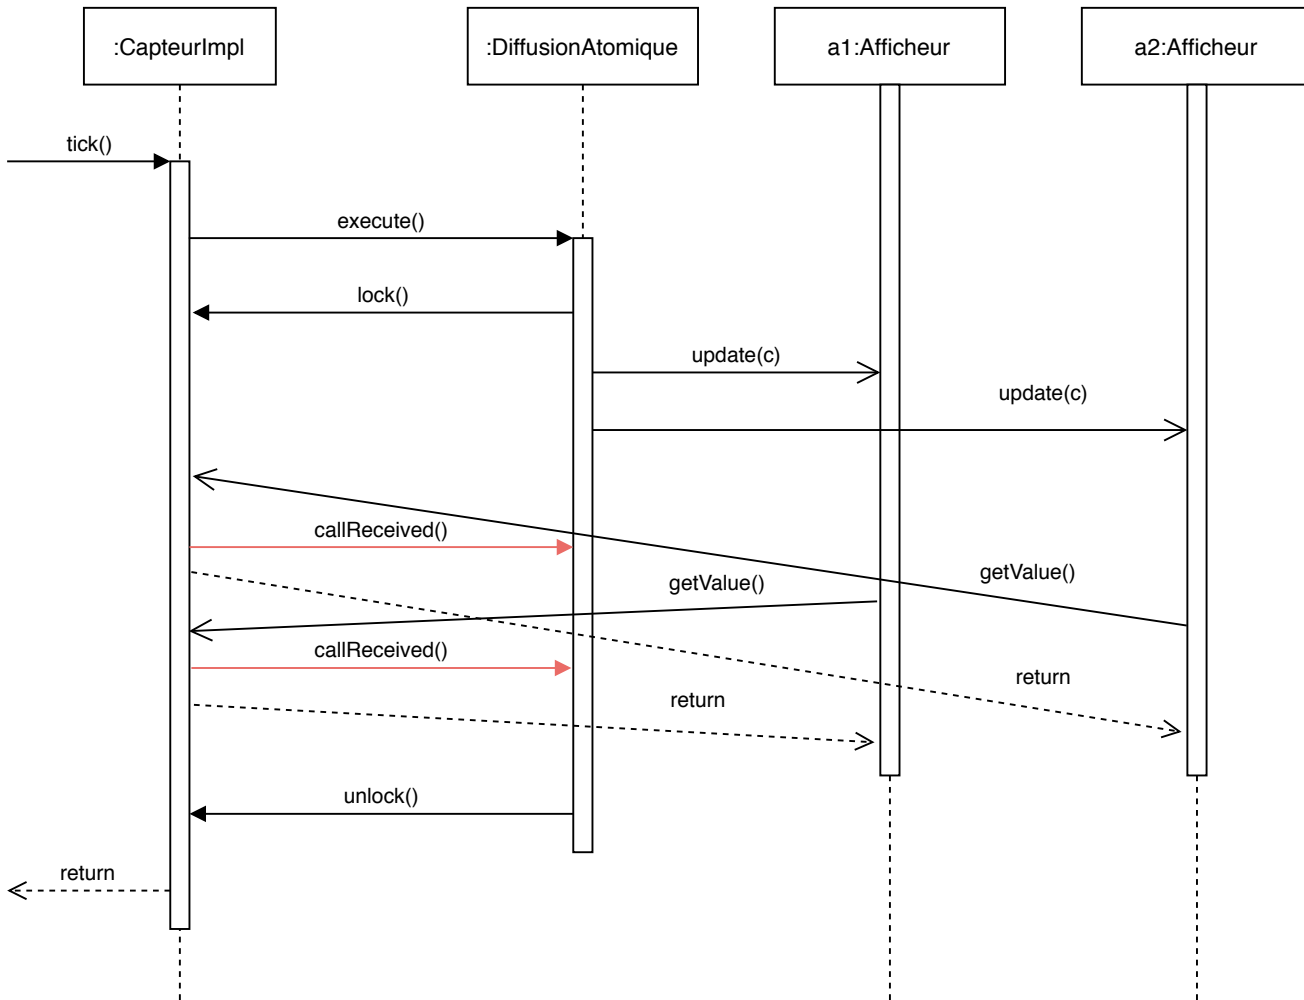 :CapteurImpl
:DiffusionAtomique
a1:Afficheur
a2:Afficheur
tick()
execute()
lock()
update(c)
update(c)
callReceived()
getValue()
getValue()
callReceived()
return
return
unlock()
return